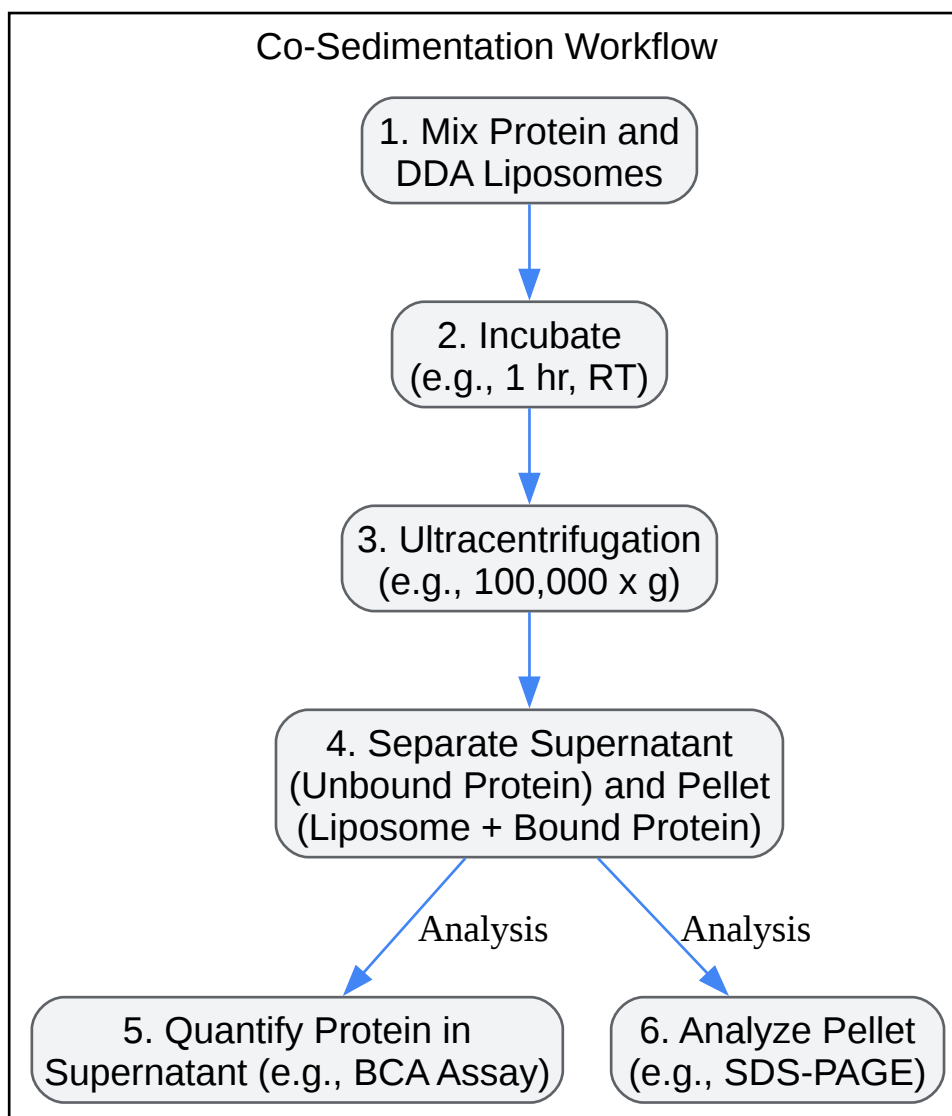 Co-Sedimentation Workflow
1. Mix Protein and
DDA Liposomes
2. Incubate
(e.g., 1 hr, RT)
3. Ultracentrifugation
(e.g., 100,000 x g)
4. Separate Supernatant
(Unbound Protein) and Pellet
(Liposome + Bound Protein)
Analysis
Analysis
5. Quantify Protein in
Supernatant (e.g., BCA Assay)
6. Analyze Pellet
(e.g., SDS-PAGE)